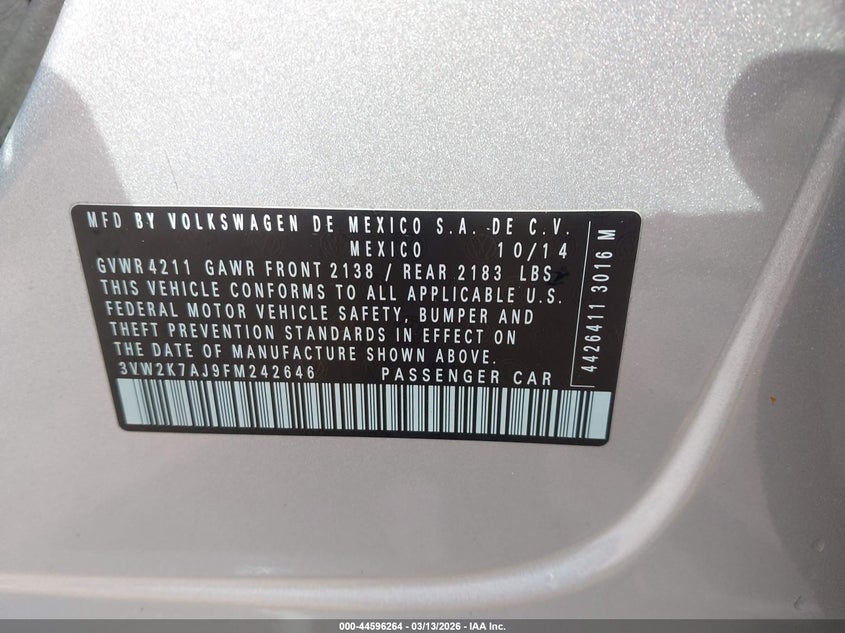 MFD BY VOLKSWAGEN DE MEXICO S.A. DE C.V.
MEXICO 10/14
GVWR 4211 GAWR FRONT 2138 / REAR 2183 LBS
THIS VEHICLE CONFORMS TO ALL APPLICABLE U.S.
FEDERAL MOTOR VEHICLE SAFETY, BUMPER AND
THEFT PREVENTION STANDARDS IN EFFECT ON
THE DATE OF MANUFACTURE SHOWN ABOVE.
3VW2K7AJ9FM242646 PASSENGER CAR
4426411 3016 M
000-44596264 - 03/13/2026 - IAA Inc.